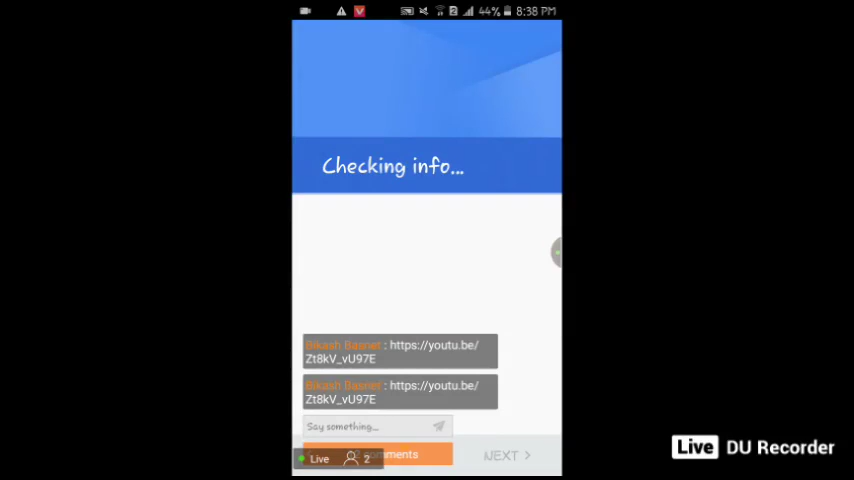 44% 8:38 PM
Checking info...
Bikash Basnet : https://youtu.be/
Zt8kV_vU97E
Bikash Basnet : https://youtu.be/
Zt8kV_vU97E
Say something...
comments
Live 2
NEXT
Live DU Recorder